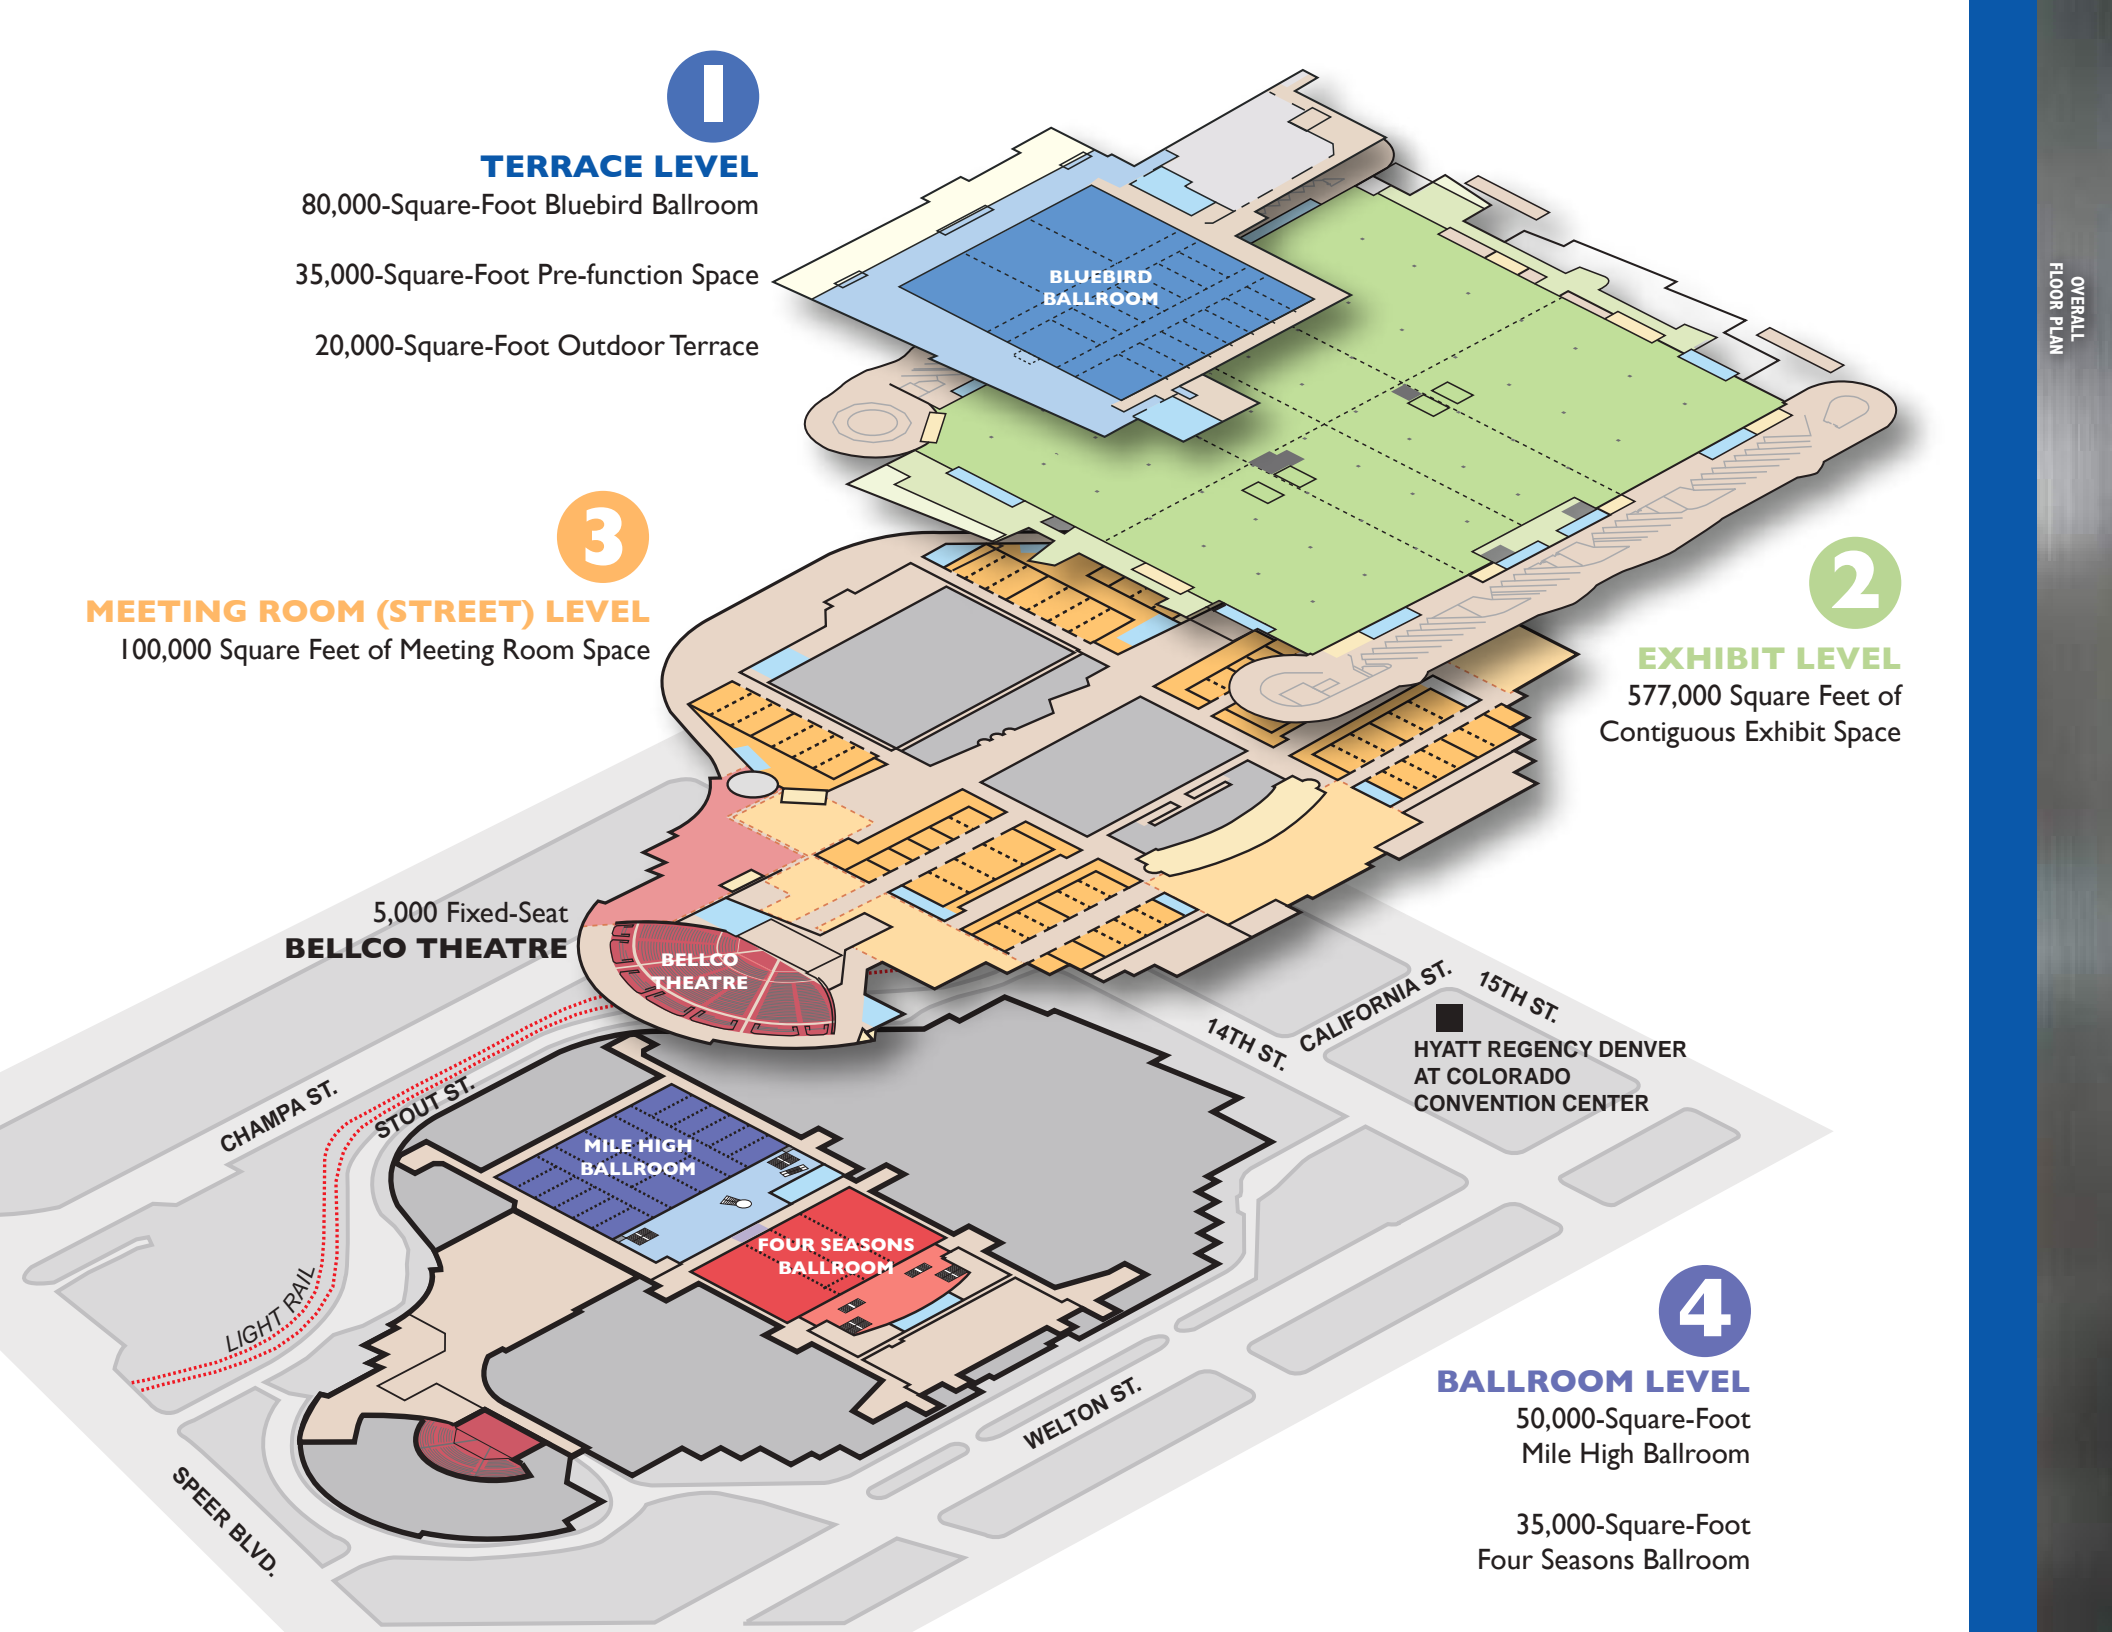 1
TERRACE LEVEL
80,000-Square-Foot Bluebird Ballroom
35,000-Square-Foot Pre-function Space
20,000-Square-Foot Outdoor Terrace
BLUEBIRD
BALLROOM
OVERALL
FLOOR PLAN
3
MEETING ROOM (STREET) LEVEL
100,000 Square Feet of Meeting Room Space
2
EXHIBIT LEVEL
577,000 Square Feet of
Contiguous Exhibit Space
5,000 Fixed-Seat
BELLCO THEATRE
BELLCO
THEATRE
CALIFORNIA ST.
15TH ST.
14TH ST.
HYATT REGENCY DENVER
AT COLORADO
CONVENTION CENTER
CHAMPA ST.
STOUT ST.
MILE HIGH
BALLROOM
FOUR SEASONS
BALLROOM
LIGHT RAIL
WELTON ST.
SPEER BLVD.
4
BALLROOM LEVEL
50,000-Square-Foot
Mile High Ballroom
35,000-Square-Foot
Four Seasons Ballroom